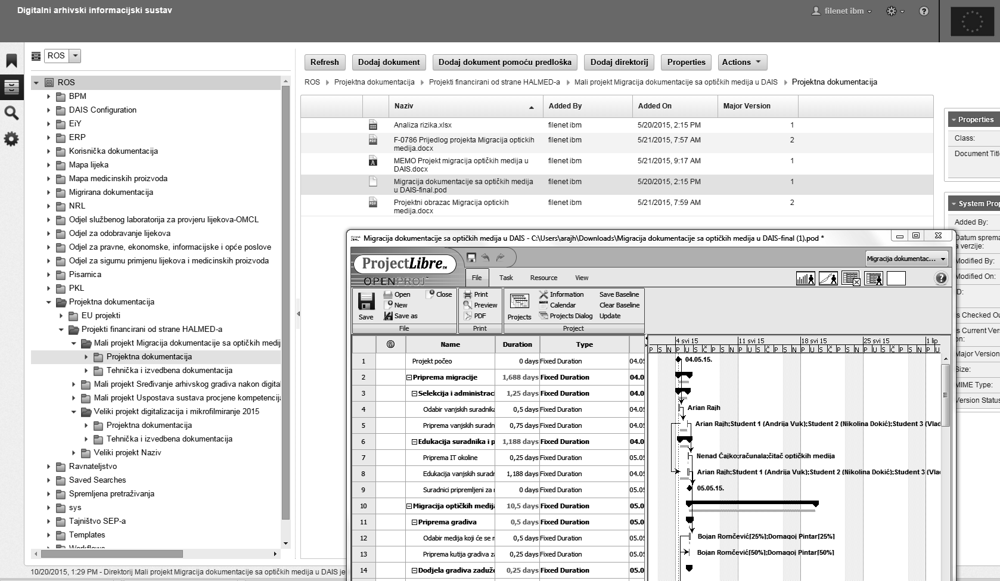 Digitalni arhivski informacijski sustav
filenet ibm
ROS
Refresh
Dodaj dokument
Dodaj dokument pomoću predloška
Dodaj direktorij
Properties
Actions
ROS Projektna dokumentacija Projekti financirani od strane HALMED-a Mali projekt Migracija dokumentacije sa optičkih medija u DAIS Projektna dokumentacija
ROS
BPM
DAIS Configuration
EiY
ERP
Korisnička dokumentacija
Mapa lijeka
Mapa medicinskih proizvoda
Migrirana dokumentacija
NRL
Odjel službenog laboratorija za provjeru lijekova-OMCL
Odjel za odobravanje lijekova
Odjel za pravne, ekonomske, informacijske i opće poslove
Odjel za sigurnu primjenu lijekova i medicinskih proizvoda
Pisarnica
PKL
Projektna dokumentacija
EU projekti
Projekti financirani od strane HALMED-a
Mali projekt Migracija dokumentacije sa optičkih medij
Projektna dokumentacija
Tehnička i izvedbena dokumentacija
Mali projekt Sređivanje arhivskog gradiva nakon digita
Mali projekt Uspostava sustava procjene kompetencija
Veliki projekt digitalizacija i mikrofilmiranje 2015
Projektna dokumentacija
Tehnička i izvedbena dokumentacija
Veliki projekt Naziv
Ravnateljstvo
Saved Searches
Spremljena pretraživanja
sys
Tajništvo SEP-a
Templates
Workflows
10/20/2015, 1:29 PM - Direktorij Mali projekt Migracija dokumentacije sa optičkih medija u DAIS je
Naziv Added By Added On Major Version
Analiza rizika.xlsx filenet ibm 5/20/2015, 2:15 PM 1
F-0786 Prijedlog projekta Migracija optickih filenet ibm 5/21/2015, 7:57 AM 2
medija.docx
MEMO Projekt migracija optičkih medija u filenet ibm 5/21/2015, 9:17 AM 1
DAIS.docx
Migracija dokumentacije sa optičkih medija filenet ibm 5/20/2015, 2:15 PM 1
u DAIS-final.pod
Projektni obrazac Migracija optickih filenet ibm 5/21/2015, 7:59 AM 2
medija.docx
Properties
Class:
Document Titl
System Prop
Added By:
Datum sprema
a verzije:
Modified By:
Modified On:
ID:
s Checked Ou
s Current Vers
on:
Major Version
Size:
MIME Type:
Version Status
Migracija dokumentacije sa optičkih medija u DAIS - C:\Users\arajh\Downloads\Migracija dokumentacije sa optičkih medija u DAIS-final (1).pod *
ProjectLibre TM
OPENPROJ
Migracija dokumentac...
File Task Resource View
Save
Open
New
Save as
Close
File
Print
Preview
PDF
Print
Projects
Information
Calendar
Projects Dialog
Save Baseline
Clear Baseline
Update
Project
Name Duration Type
1 Projekt počeo 0 days Fixed Duration 04.05
2 Priprema migracije 1,688 days Fixed Duration 04.0
3 Selekcija i administraci 1,25 days Fixed Duration 04.0
4 Odabir vanjskih suradnika 0,5 days Fixed Duration 04.05
5 Priprema vanjskih suradn 0,75 days Fixed Duration 04.05
6 Edukacija suradnika i p 1,188 days Fixed Duration 04.0
7 Priprema IT okoline 0,25 days Fixed Duration 05.05
8 Edukacija vanjskih suradr 1,188 days Fixed Duration 04.05
9 Suradnici pripremljeni za r 0 days Fixed Duration 05.05
10 Migracija optičkih medija 10,5 days Fixed Duration 05.0
11 Priprema gradiva 0,5 days Fixed Duration 05.0
12 Odabir medija koji će se m 0,5 days Fixed Duration 05.05
13 Priprema kutija gradiva za 0,25 days Fixed Duration 05.05
14 Dodjela gradiva zaduže 0,25 days Fixed Duration 05.0
4 svi 15 11 svi 15 18 svi 15 25 svi 15 1 lip
P S N P U S Č P S N P U S Č P S N P U S Č P S N P U S Č P S N P U
04.05.15.
Arian Rajh
Arian Rajh;Student 1 (Andrija Vuk);Student 2 (Nikolina Dokić);Student 3 (Vlad
Nenad Čajko;računala;čitač optičkih medija
Arian Rajh;Student 1 (Andrija Vuk);Student 2 (Nikolina Dokić);Student 3 (Vlad
05.05.15.
Bojan Romčević[25%];Domagoj Pintar[25%]
Bojan Romčević[50%];Domagoj Pintar[50%]